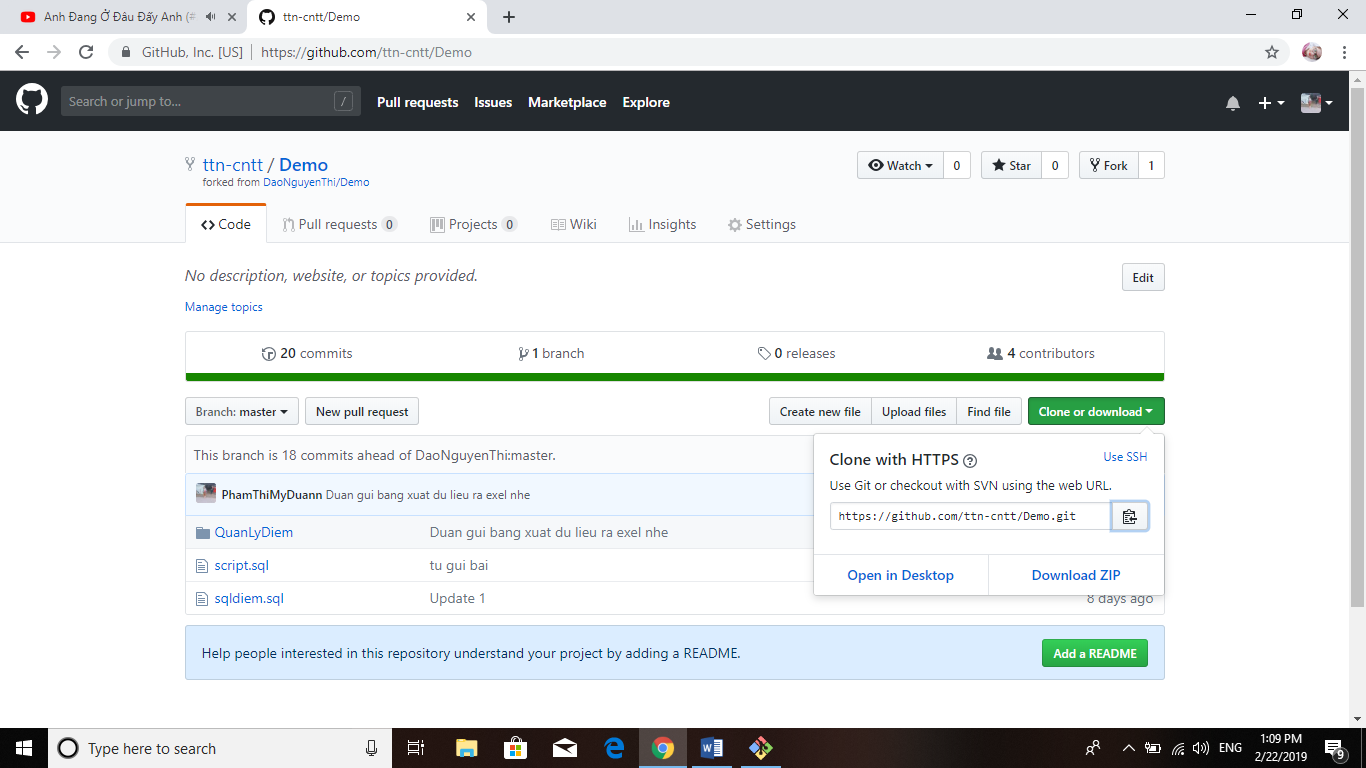 Anh Đang Ở Đâu Đấy Anh (#
ttn-cntt/Demo
GitHub, Inc. [US] https://github.com/ttn-cntt/Demo
Search or jump to... /
Pull requests Issues Marketplace Explore
ttn-cntt / Demo
forked from DaoNguyenThi/Demo
Watch 0 Star 0 Fork 1
Code Pull requests 0 Projects 0 Wiki Insights Settings
No description, website, or topics provided.
Edit
Manage topics
20 commits 1 branch 0 releases 4 contributors
Branch: master New pull request Create new file Upload files Find file Clone or download
This branch is 18 commits ahead of DaoNguyenThi:master.
PhamThiMyDuann Duan gui bang xuat du lieu ra exel nhe
QuanLyDiem Duan gui bang xuat du lieu ra exel nhe
script.sql tu gui bai
sqldiem.sql Update 1 8 days ago
Clone with HTTPS Use SSH
Use Git or checkout with SVN using the web URL.
https://github.com/ttn-cntt/Demo.git
Open in Desktop Download ZIP
Help people interested in this repository understand your project by adding a README.
Add a README
Type here to search
ENG
1:09 PM
2/22/2019
9